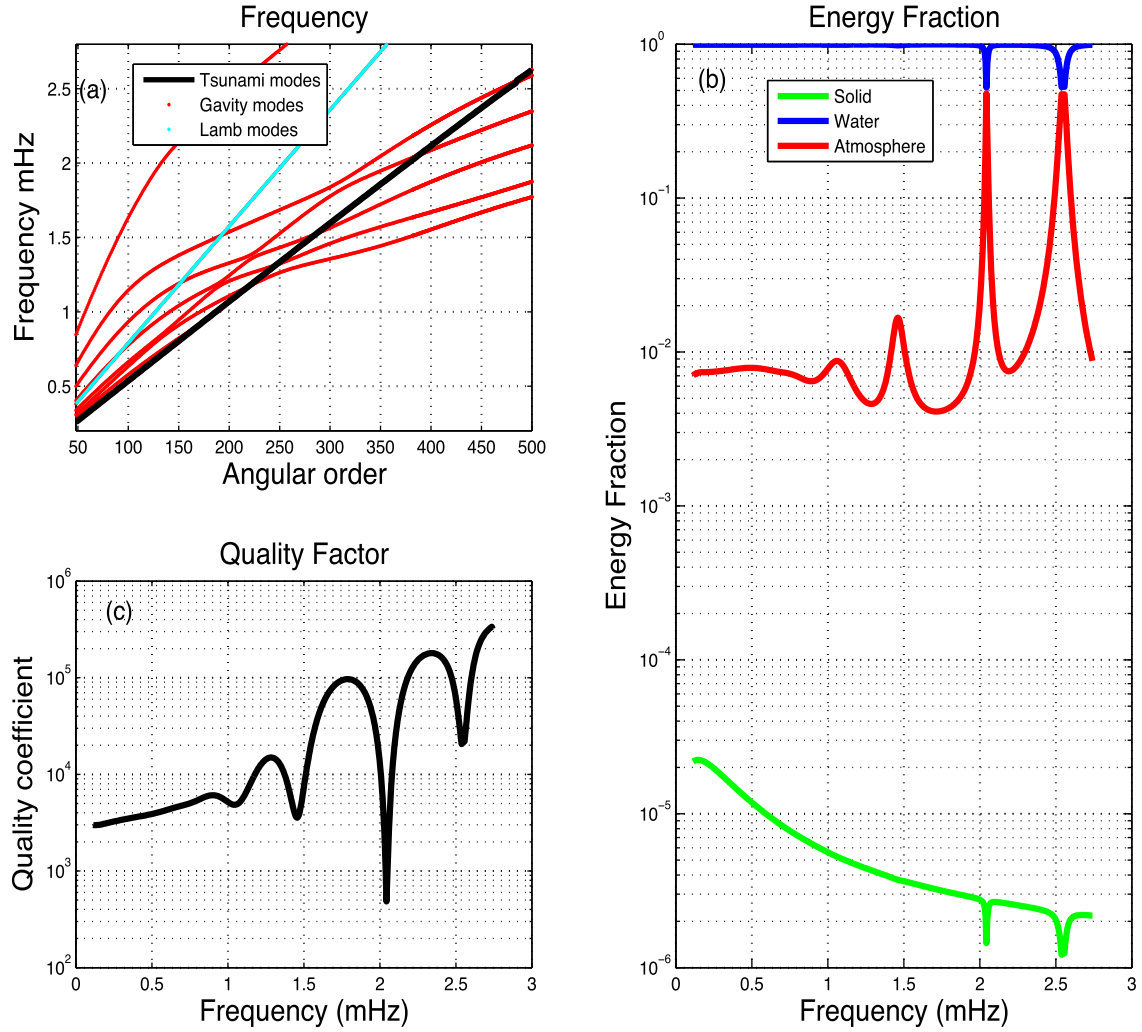 Frequency
(a)
Tsunami modes
Gavity modes
Lamb modes
Frequency mHz
2.5
2
1.5
1
0.5
50 100 150 200 250 300 350 400 450 500
Angular order
Energy Fraction
(b)
Solid
Water
Atmosphere
Energy Fraction
10^0
10^-1
10^-2
10^-3
10^-4
10^-5
10^-6
0 0.5 1 1.5 2 2.5 3
Frequency (mHz)
Quality Factor
(c)
Quality coefficient
10^6
10^5
10^4
10^3
10^2
0 0.5 1 1.5 2 2.5 3
Frequency (mHz)